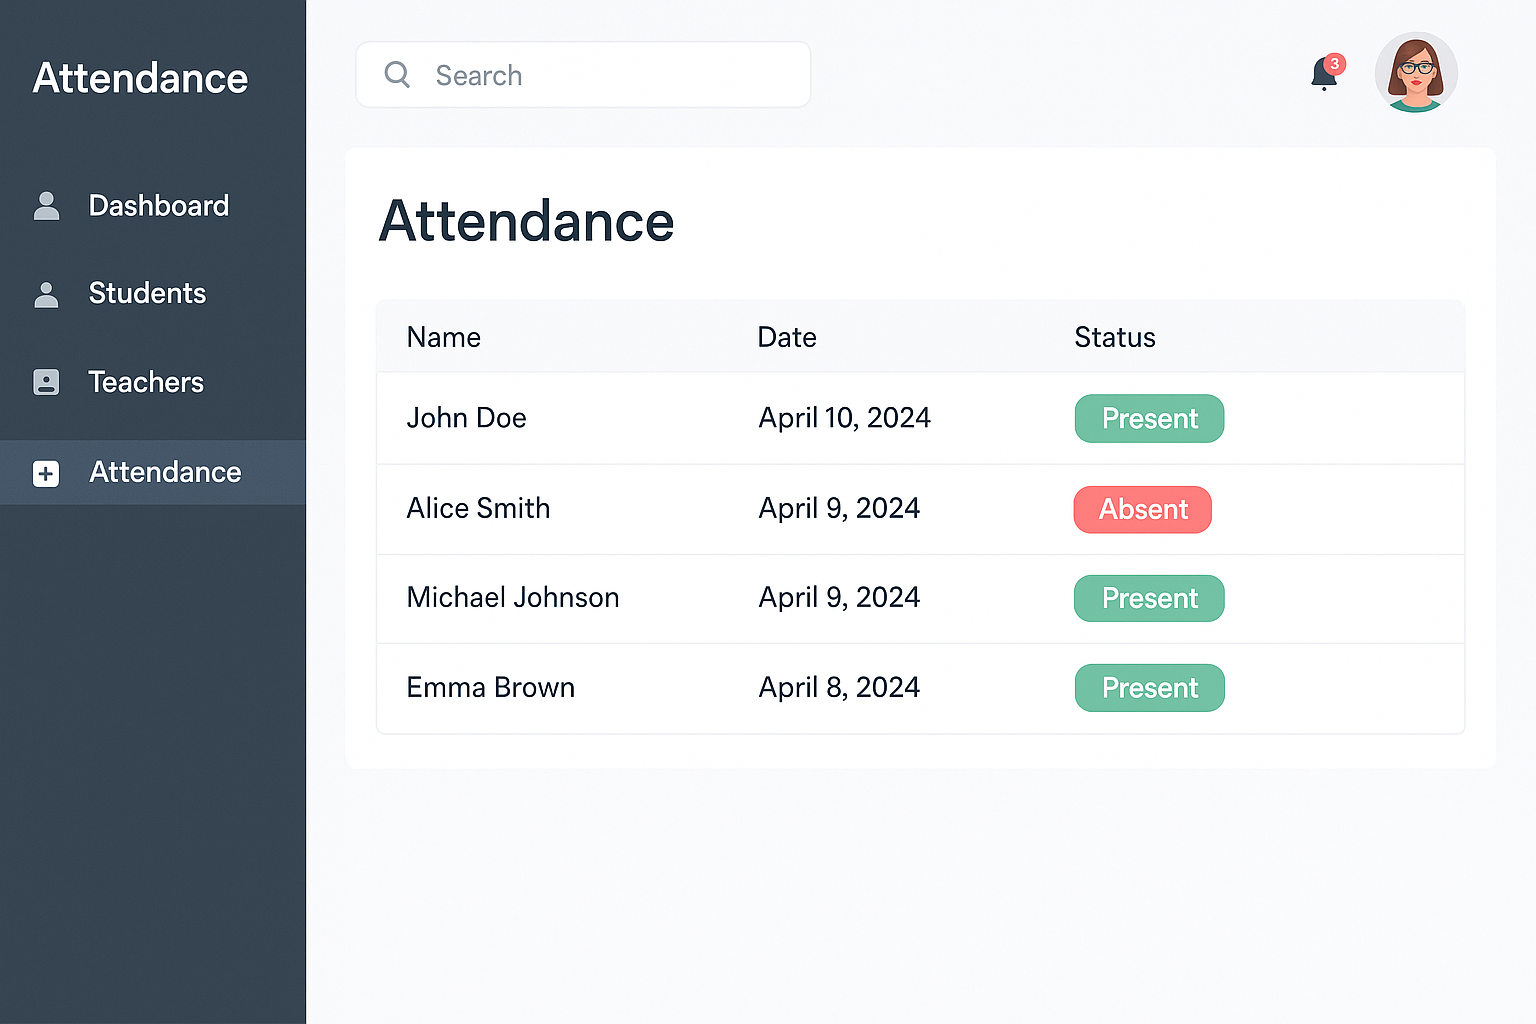 Attendance
Dashboard
Students
Teachers
Attendance
Search
3
Attendance
Name Date Status
John Doe April 10, 2024 Present
Alice Smith April 9, 2024 Absent
Michael Johnson April 9, 2024 Present
Emma Brown April 8, 2024 Present